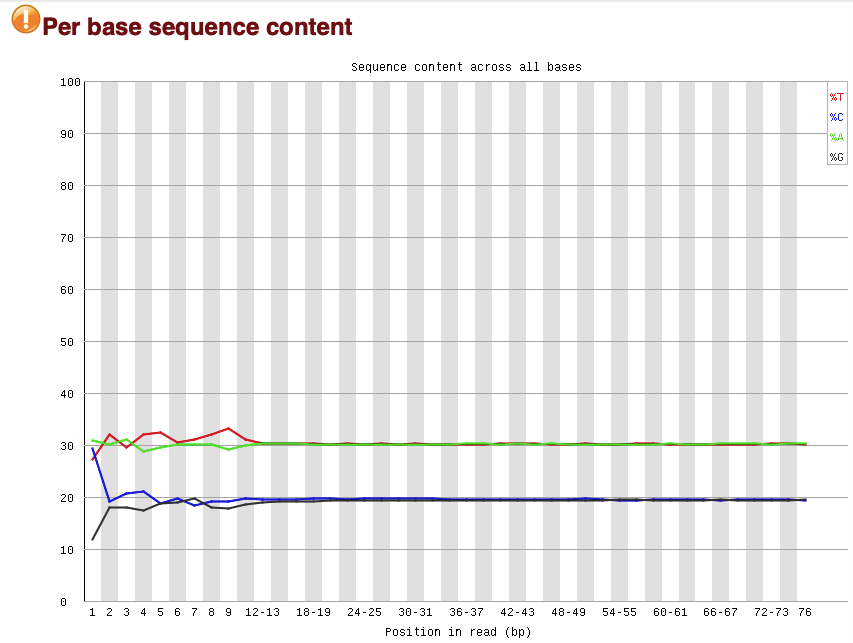 Per base sequence content
Sequence content across all bases
%T
%C
%A
%G
100
90
80
70
60
50
40
30
20
10
0
1 2 3 4 5 6 7 8 9 12-13 18-19 24-25 30-31 36-37 42-43 48-49 54-55 60-61 66-67 72-73 76
Position in read (bp)